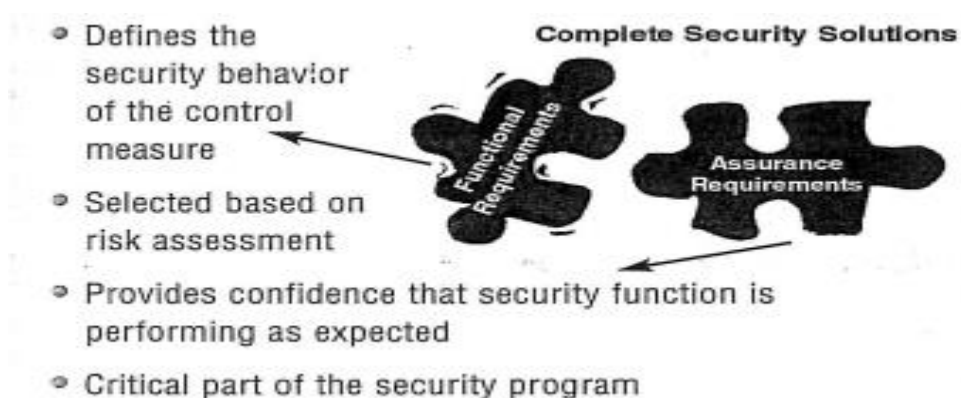 Complete Security Solutions
• Defines the
security behavior
of the control
measure
Functional
Requirements
Assurance
Requirements
• Selected based on
risk assessment
• Provides confidence that security function is
performing as expected
• Critical part of the security program